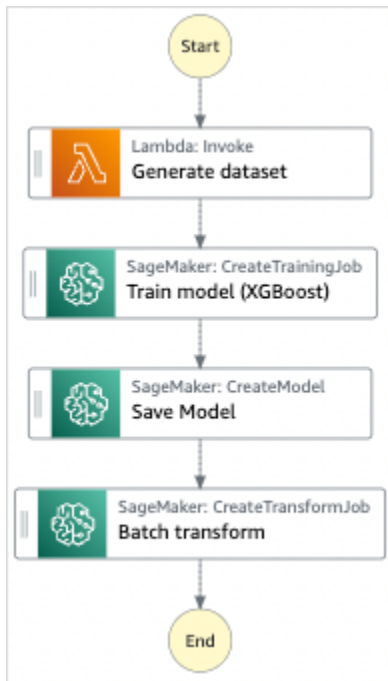 Start
Lambda: Invoke
Generate dataset
SageMaker: CreateTrainingJob
Train model (XGBoost)
SageMaker: CreateModel
Save Model
SageMaker: CreateTransformJob
Batch transform
End